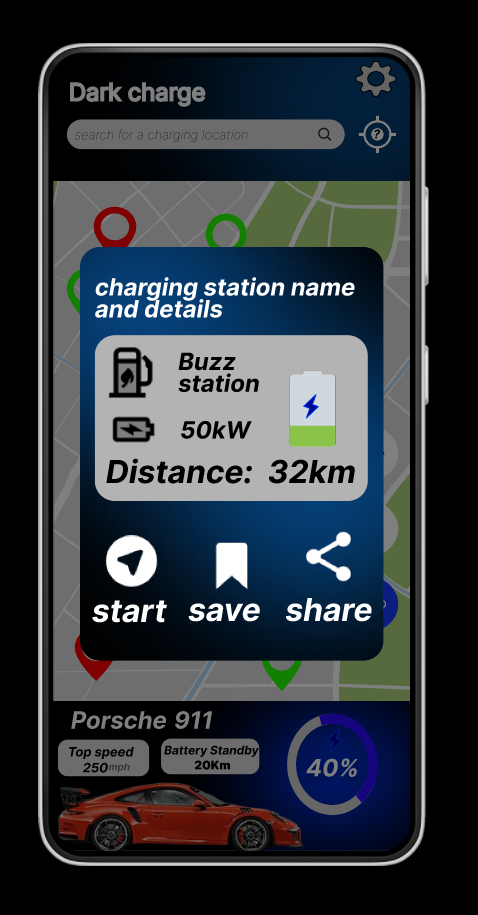 Dark charge
search for a charging location
?
charging station name
and details
Buzz
station
50kW
Distance: 32km
start save share
Porsche 911
Top speed
250mph
Battery Standby
20Km
40%